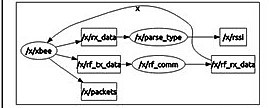 x
/x/rx_data
/x/parse_type
/x/rssi
/x/xbee
/x/rf_tx_data
/x/rf_comm
/x/rf_rx_data
/x/packets